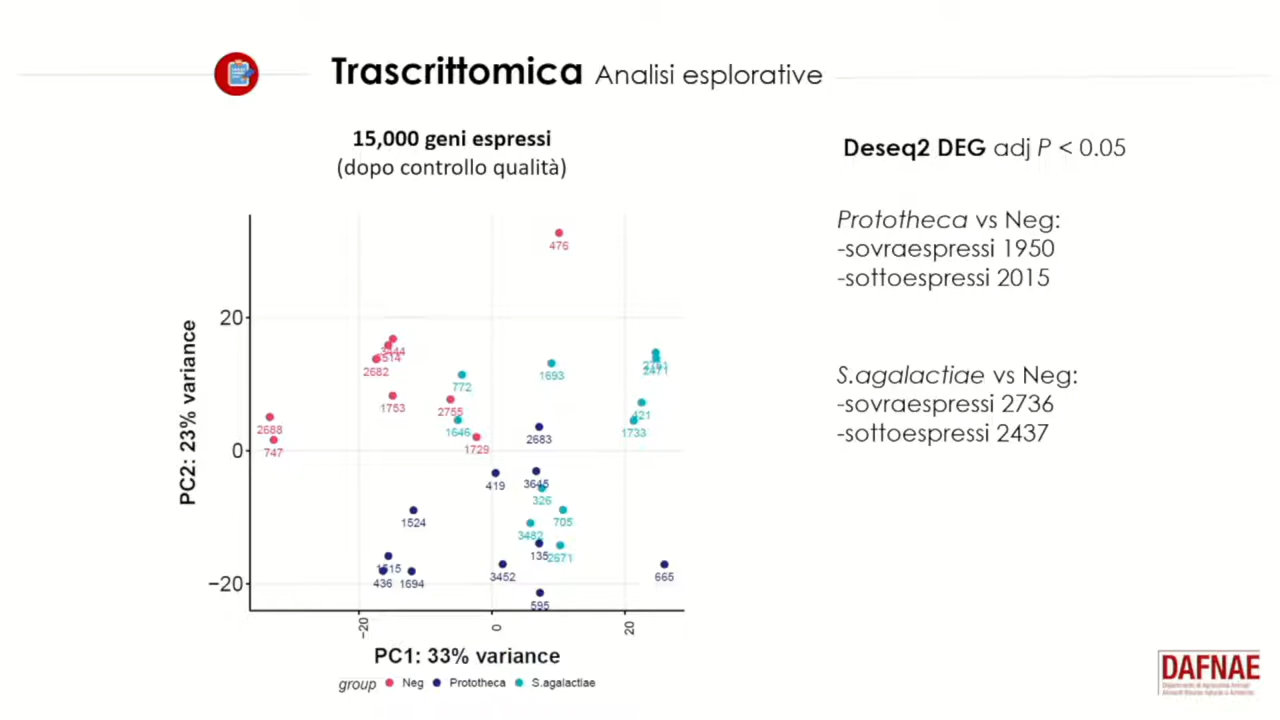 Trascrittomica Analisi esplorative
15,000 geni espressi
(dopo controllo qualità)
Deseq2 DEG adj P < 0.05
Prototheca vs Neg:
-sovraespressi 1950
-sottoespressi 2015
S.agalactiae vs Neg:
-sovraespressi 2736
-sottoespressi 2437
PC2: 23% variance
20
0
−20
476
2682
1753
2688
747
2755
1729
772
1646
1693
2471
1733
2683
419
3645
326
1524
705
3482
135
2671
436
1694
3452
665
595
−20
0
20
PC1: 33% variance
group Neg Prototheca S.agalactiae
DAFNAE